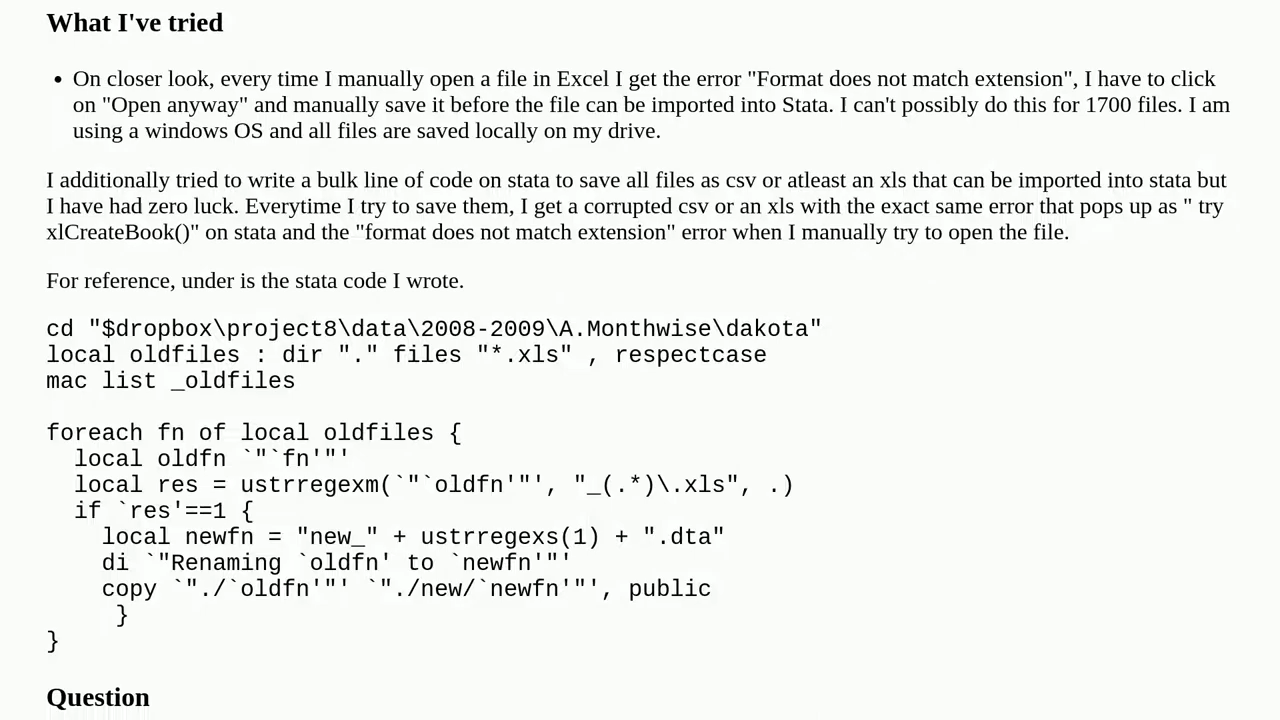 What I've tried
• On closer look, every time I manually open a file in Excel I get the error "Format does not match extension", I have to click
on "Open anyway" and manually save it before the file can be imported into Stata. I can't possibly do this for 1700 files. I am
using a windows OS and all files are saved locally on my drive.
I additionally tried to write a bulk line of code on stata to save all files as csv or atleast an xls that can be imported into stata but
I have had zero luck. Everytime I try to save them, I get a corrupted csv or an xls with the exact same error that pops up as " try
xlCreateBook()" on stata and the "format does not match extension" error when I manually try to open the file.
For reference, under is the stata code I wrote.
cd "$dropbox\project8\data\2008-2009\A.Monthwise\dakota"
local oldfiles : dir "." files "*.xls" , respectcase
mac list _oldfiles
foreach fn of local oldfiles {
  local oldfn `"`fn'"'
  local res = ustrregexm(`"`oldfn'"', "_(.*)\.xls", .)
  if `res'==1 {
    local newfn = "new_" + ustrregexs(1) + ".dta"
    di `"Renaming `oldfn' to `newfn'"'
    copy `"./`oldfn'"' `"./new/`newfn'"', public
     }
}
Question